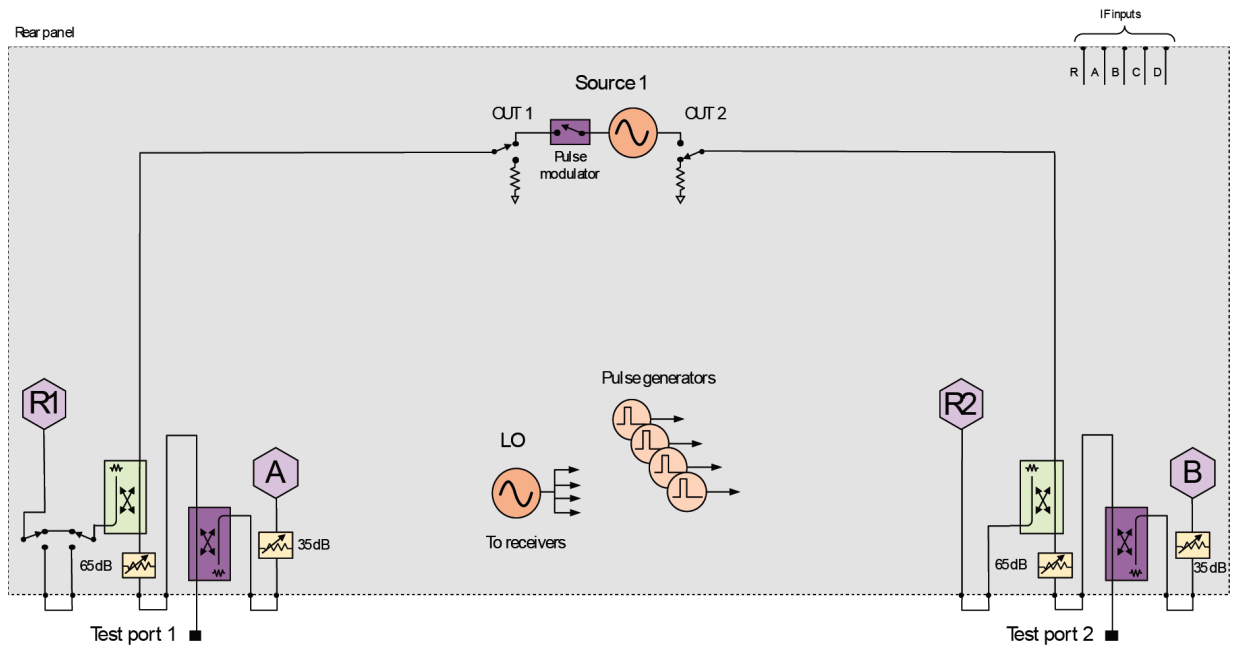 IF inputs
Rear panel
R A B C D
Source 1
OUT 1
OUT 2
Pulse
modulator
Pulse generators
R1
R2
LO
A
B
To receivers
35dB
65dB
65dB
35dB
Test port 1
Test port 2